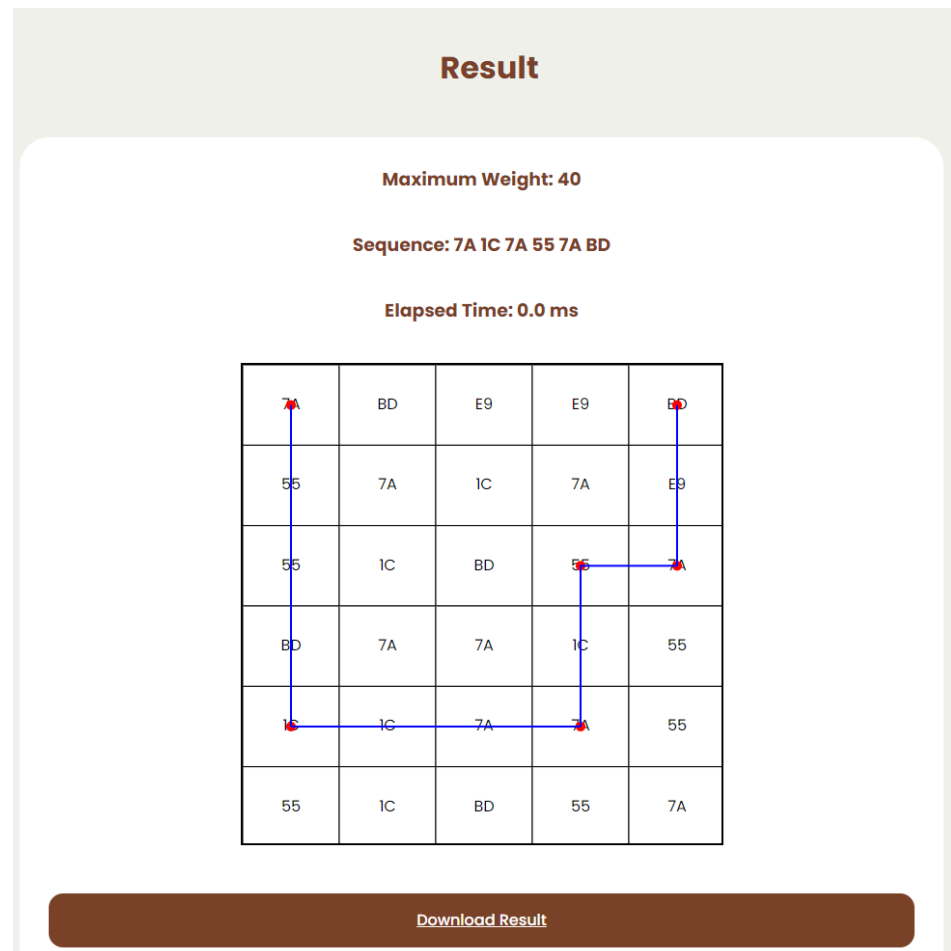 Result
Maximum Weight: 40
Sequence: 7A 1C 7A 55 7A BD
Elapsed Time: 0.0 ms
7A BD E9 E9 BD
55 7A 1C 7A E9
55 1C BD 55 7A
BD 7A 7A 1C 55
1C 1C 7A 7A 55
55 1C BD 55 7A
Download Result